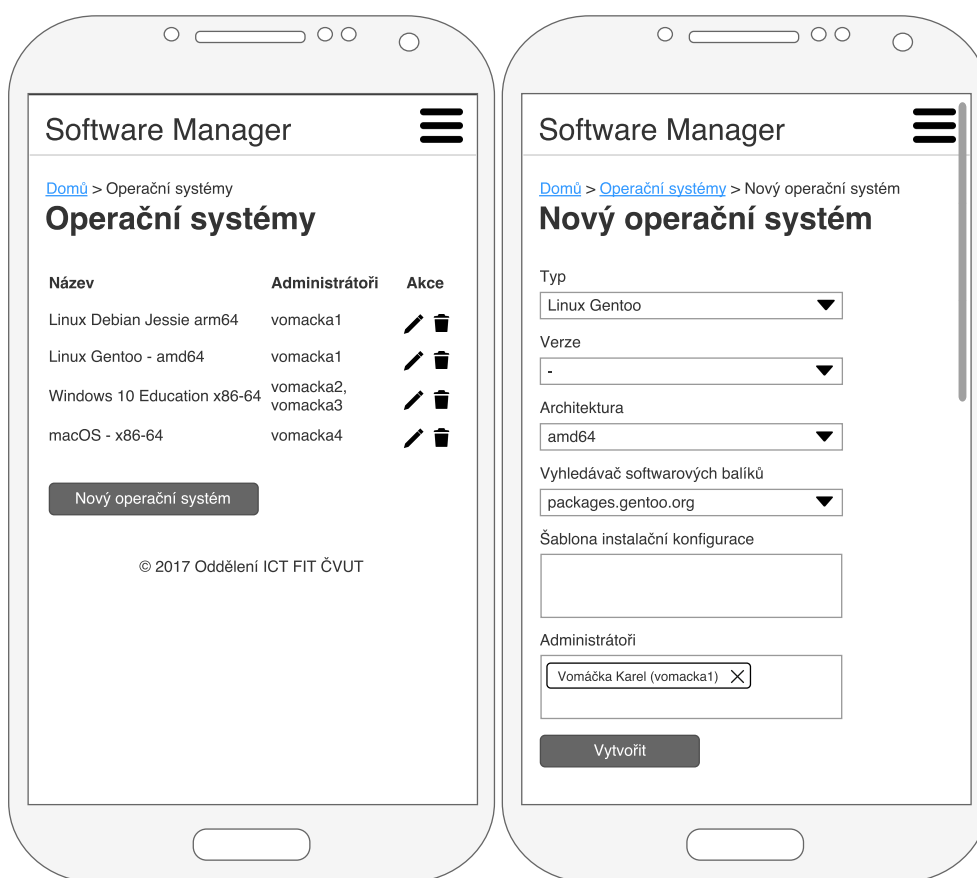 Software Manager
Domů > Operační systémy
Operační systémy
Název Administrátoři Akce
Linux Debian Jessie arm64 vomacka1
Linux Gentoo - amd64 vomacka1
Windows 10 Education x86-64 vomacka2,
vomacka3
macOS - x86-64 vomacka4
Nový operační systém
© 2017 Oddělení ICT FIT ČVUT
Software Manager
Domů > Operační systémy > Nový operační systém
Nový operační systém
Typ
Linux Gentoo
Verze
-
Architektura
amd64
Vyhledávač softwarových balíků
packages.gentoo.org
Šablona instalační konfigurace
Administrátoři
Vomáčka Karel (vomacka1)
Vytvořit